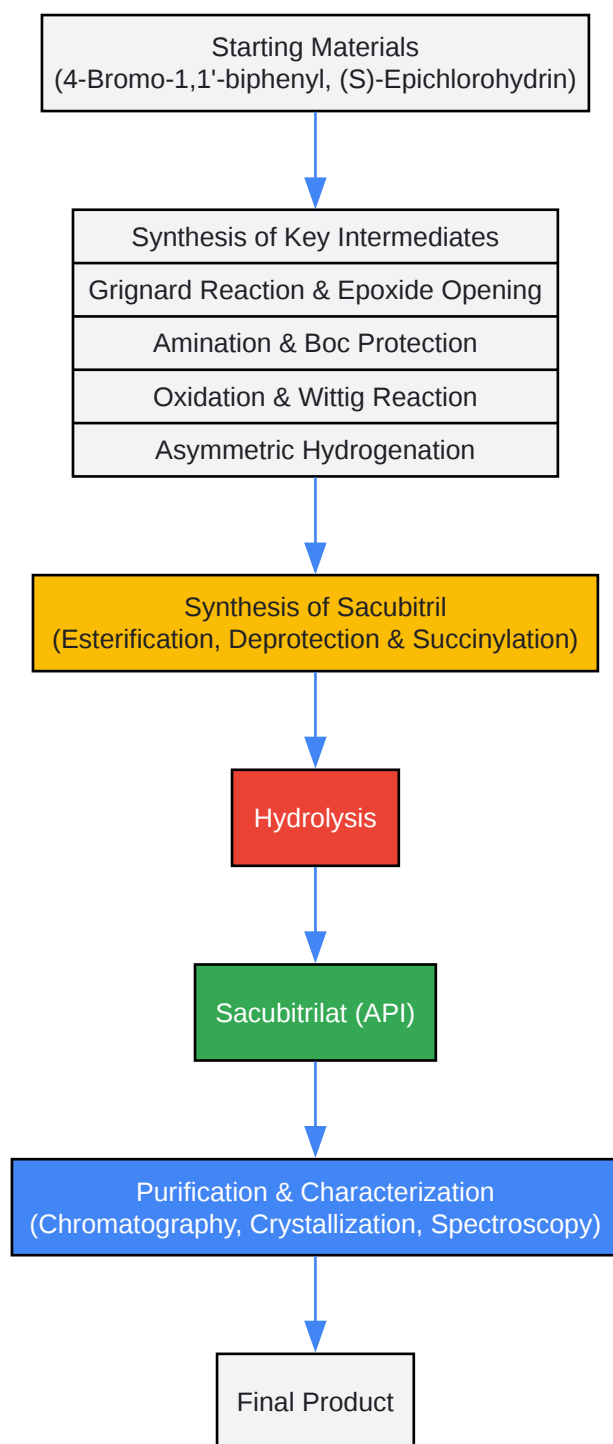 Starting Materials
(4-Bromo-1,1'-biphenyl, (S)-Epichlorohydrin)
Synthesis of Key Intermediates
Grignard Reaction & Epoxide Opening
Amination & Boc Protection
Oxidation & Wittig Reaction
Asymmetric Hydrogenation
Synthesis of Sacubitril
(Esterification, Deprotection & Succinylation)
Hydrolysis
Sacubitrilat (API)
Purification & Characterization
(Chromatography, Crystallization, Spectroscopy)
Final Product